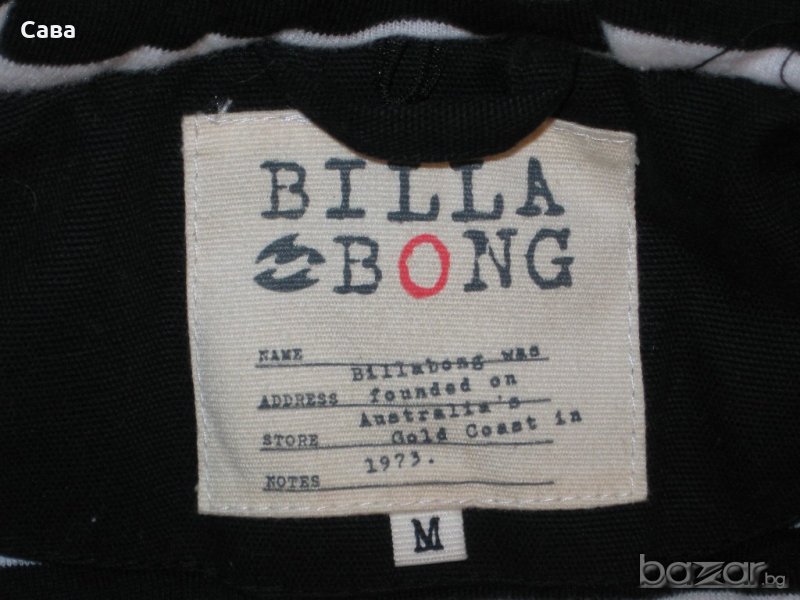 Сава
BILLA
BONG
NAME
Billabong was
ADDRESS founded on
Australia's
STORE Gold Coast in
1973.
NOTES
M
bazar.bg